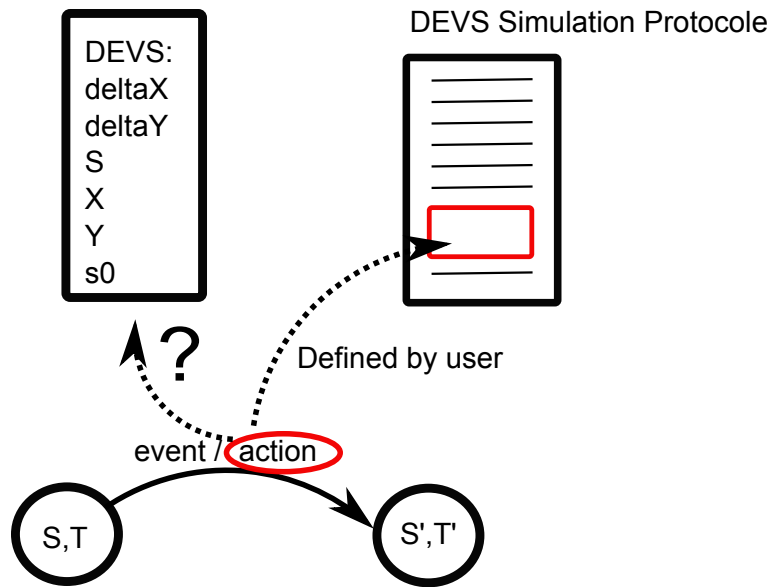 DEVS Simulation Protocole
DEVS:
deltaX
deltaY
S
X
Y
s0
?
Defined by user
event / action
S,T
S',T'